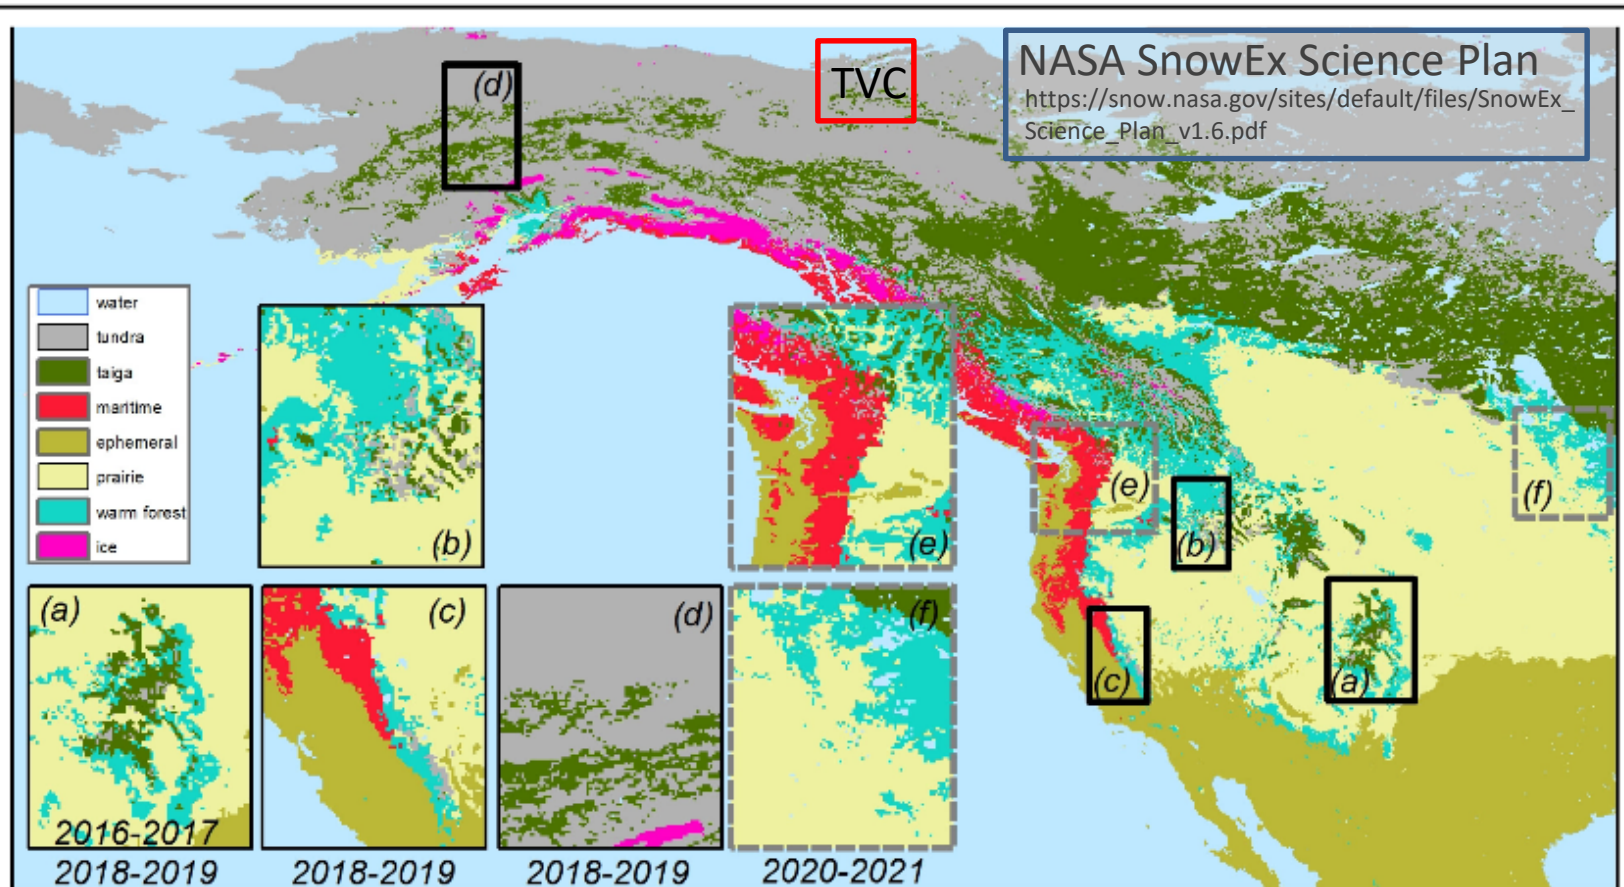 (d)
TVC
NASA SnowEx Science Plan
https://snow.nasa.gov/sites/default/files/SnowEx_
Science_Plan_v1.6.pdf
water
tundra
taiga
maritime
ephemeral
prairie
warm forest
ice
(b)
(e)
(e)
(b)
(f)
(a)
(c)
(d)
(f)
(c)
(a)
2016-2017
2018-2019
2018-2019
2018-2019
2020-2021